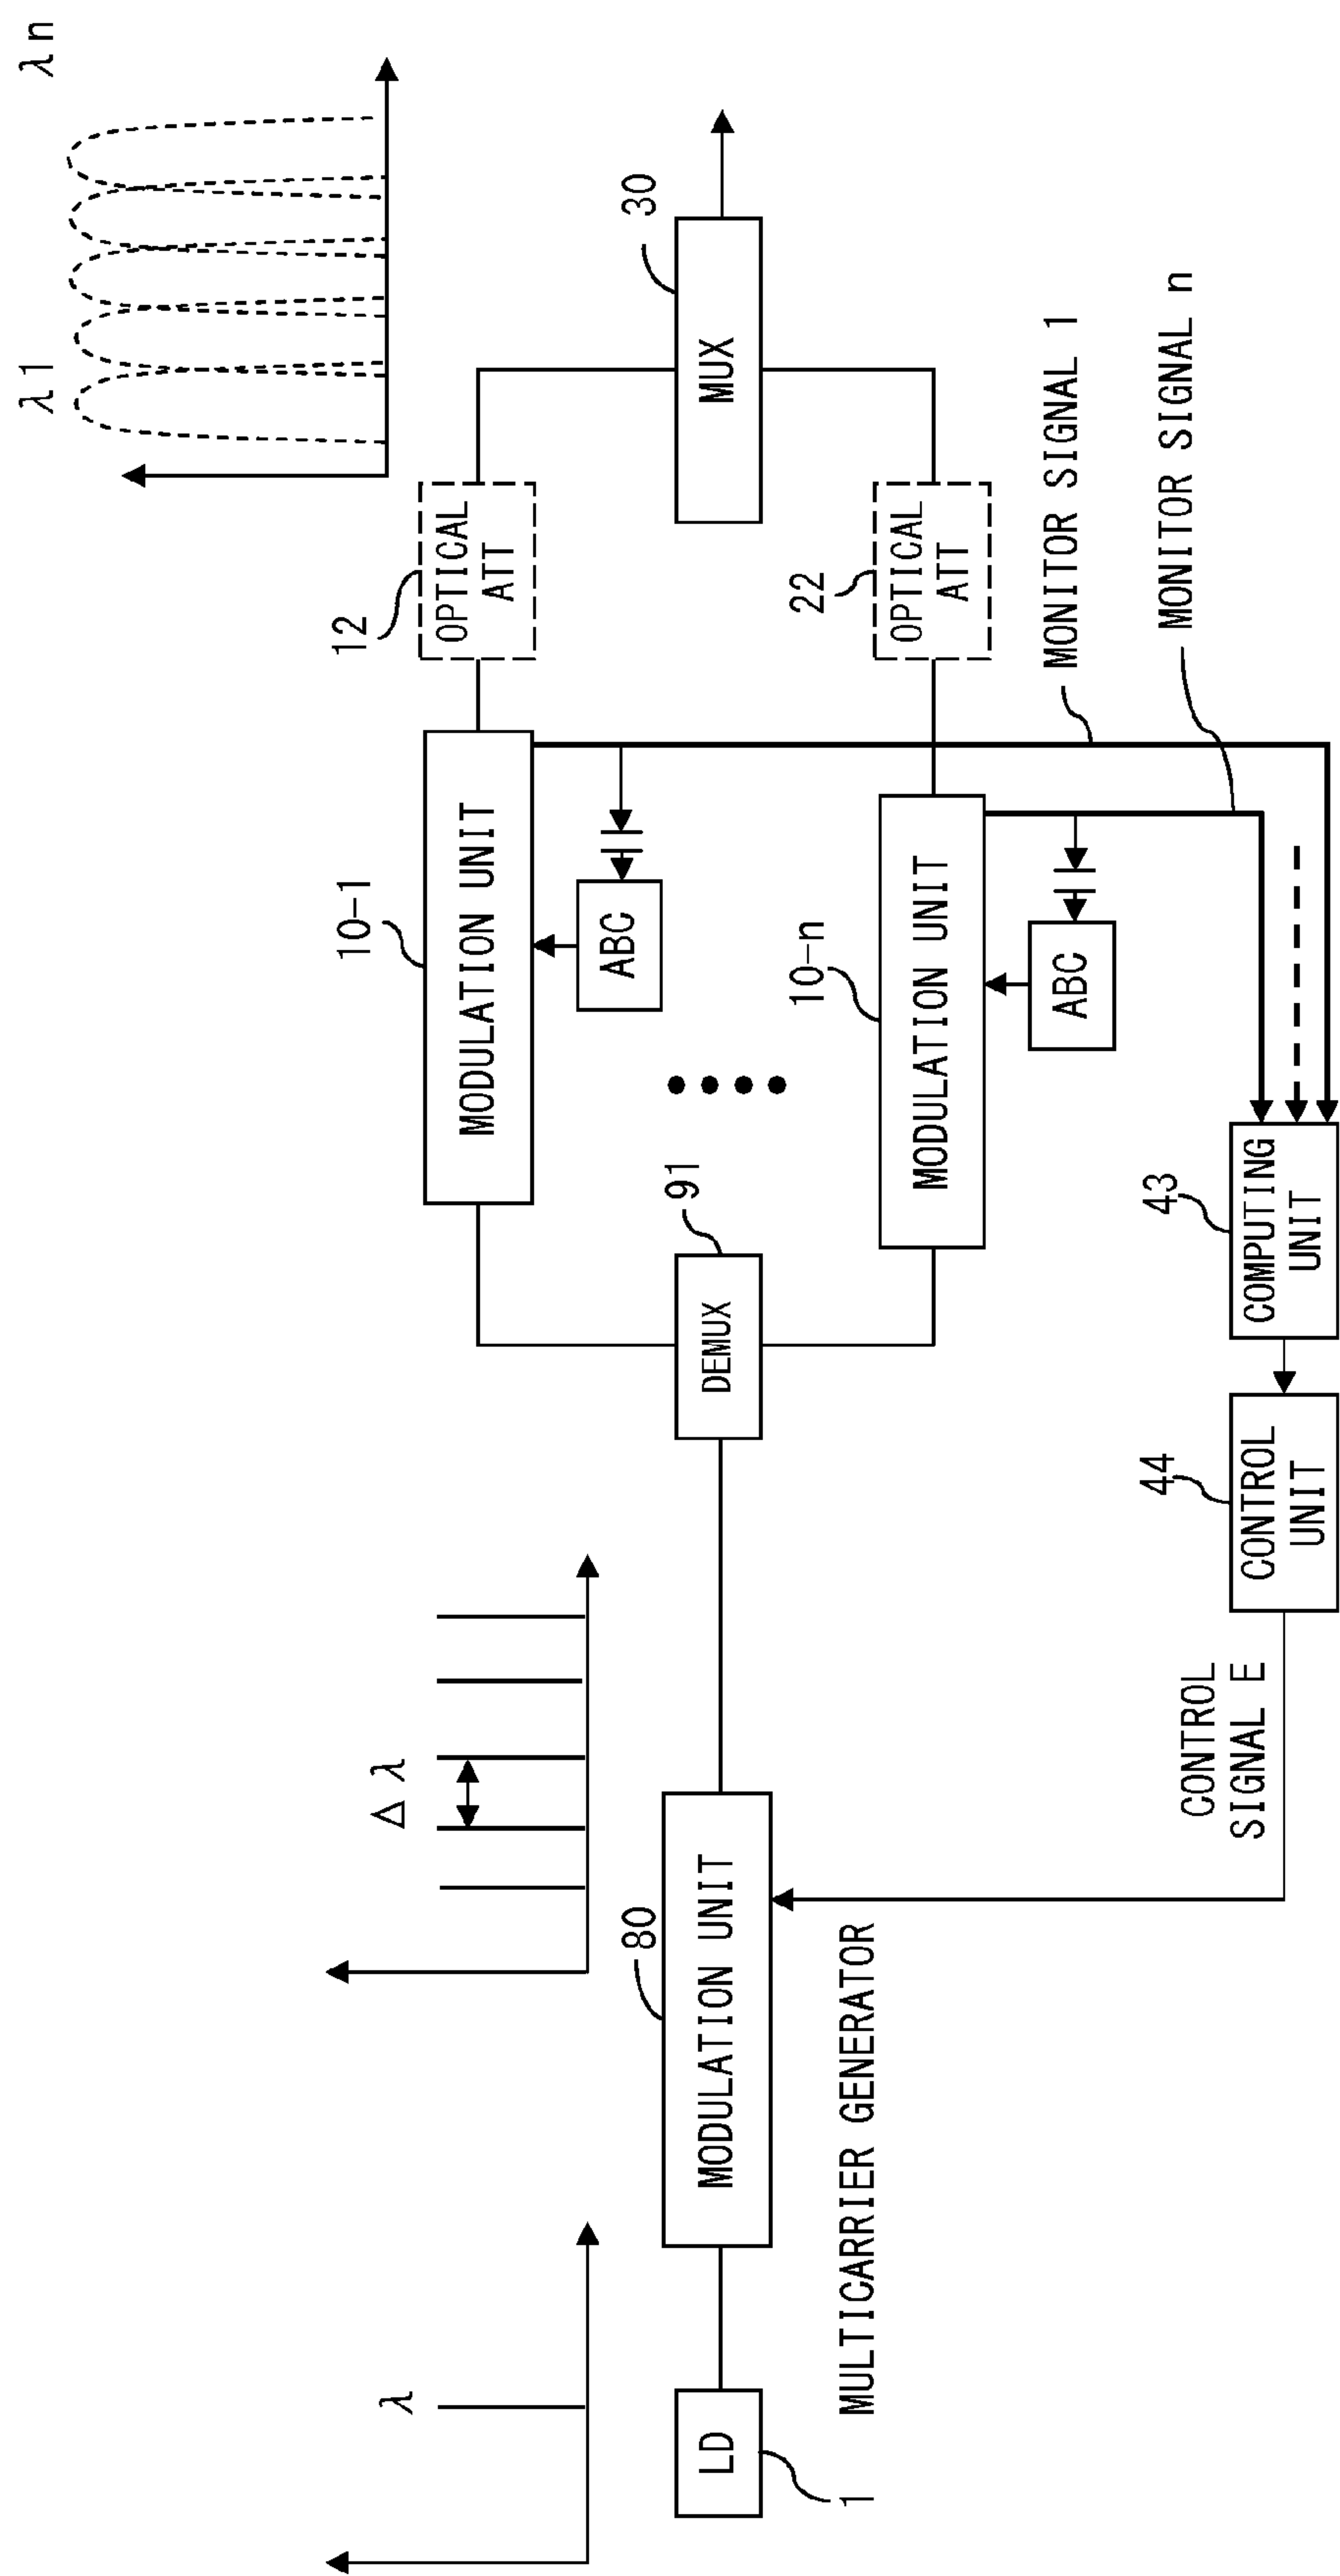 λ
Δλ
λ1
λn
LD
1
MODULATION UNIT
80
MULTICARRIER GENERATOR
DEMUX
91
MODULATION UNIT
10-1
ABC
OPTICAL
ATT
12
MODULATION UNIT
10-n
ABC
OPTICAL
ATT
22
MUX
30
MONITOR SIGNAL 1
MONITOR SIGNAL n
COMPUTING
UNIT
43
CONTROL
UNIT
44
CONTROL
SIGNAL E